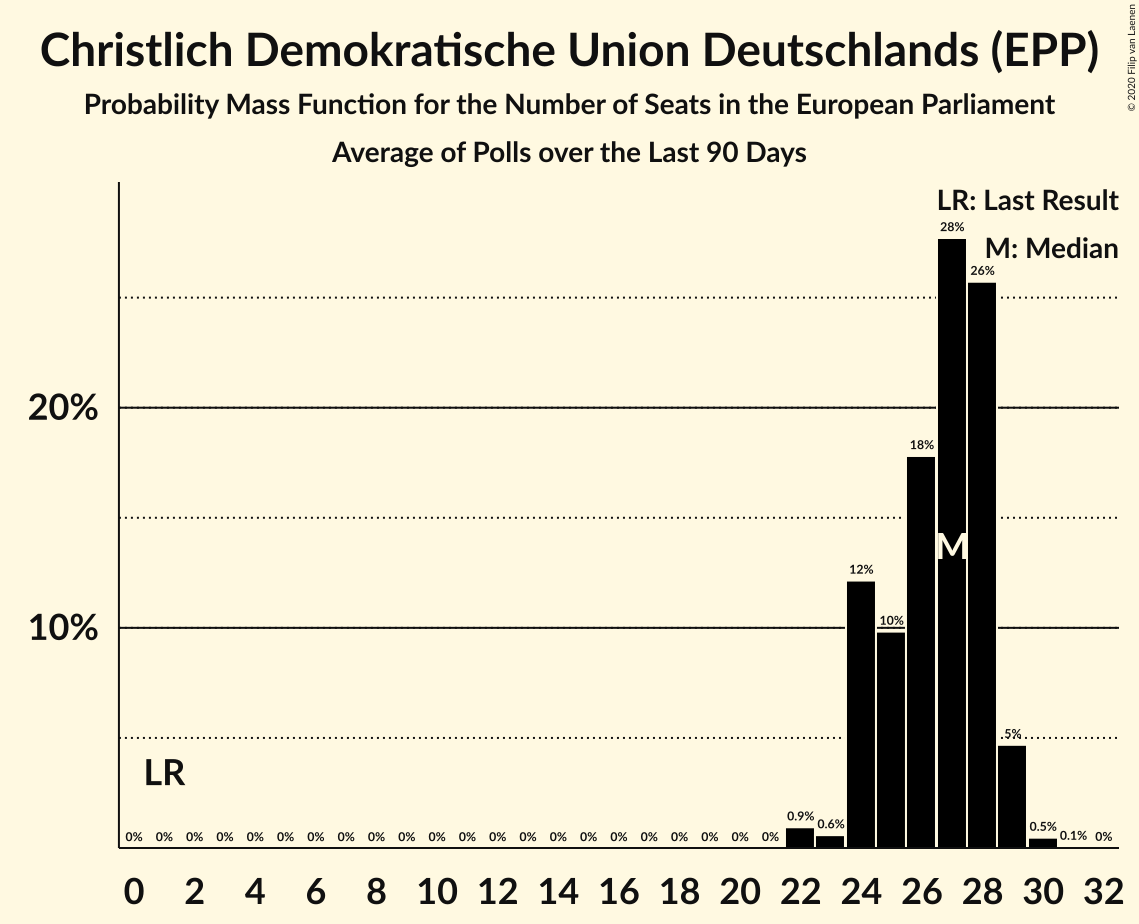 Christlich Demokratische Union Deutschlands (EPP)
Probability Mass Function for the Number of Seats in the European Parliament
Average of Polls over the Last 90 Days
© 2020 Filip van Laenen
LR: Last Result
M: Median
28%
26%
20%
18%
M
12%
10%
10%
5%
LR
0% 0% 0% 0% 0% 0% 0% 0% 0% 0% 0% 0% 0% 0% 0% 0% 0% 0% 0% 0% 0% 0% 0.9% 0.6% 0.5% 0.1% 0%
0 2 4 6 8 10 12 14 16 18 20 22 24 26 28 30 32